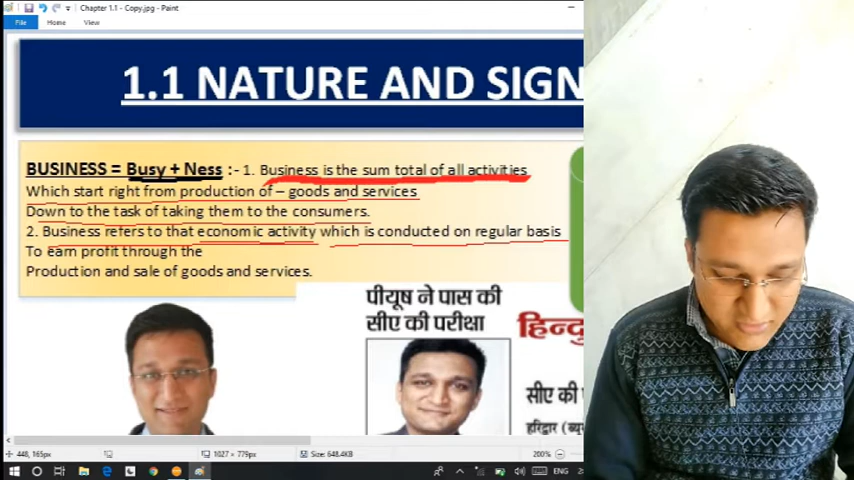 Chapter 1.1 - Copy.jpg - Paint
File Home View
1.1 NATURE AND SIGN
BUSINESS = Busy + Ness :- 1. Business is the sum total of all activities
Which start right from production of – goods and services
Down to the task of taking them to the consumers.
2. Business refers to that economic activity which is conducted on regular basis
To earn profit through the
Production and sale of goods and services.
पीयूष ने पास की
सीए की परीक्षा
हिन्दु
सीए की
हरिद्वार
448, 165px 1027 × 779px Size: 648.4KB 200%
ENG